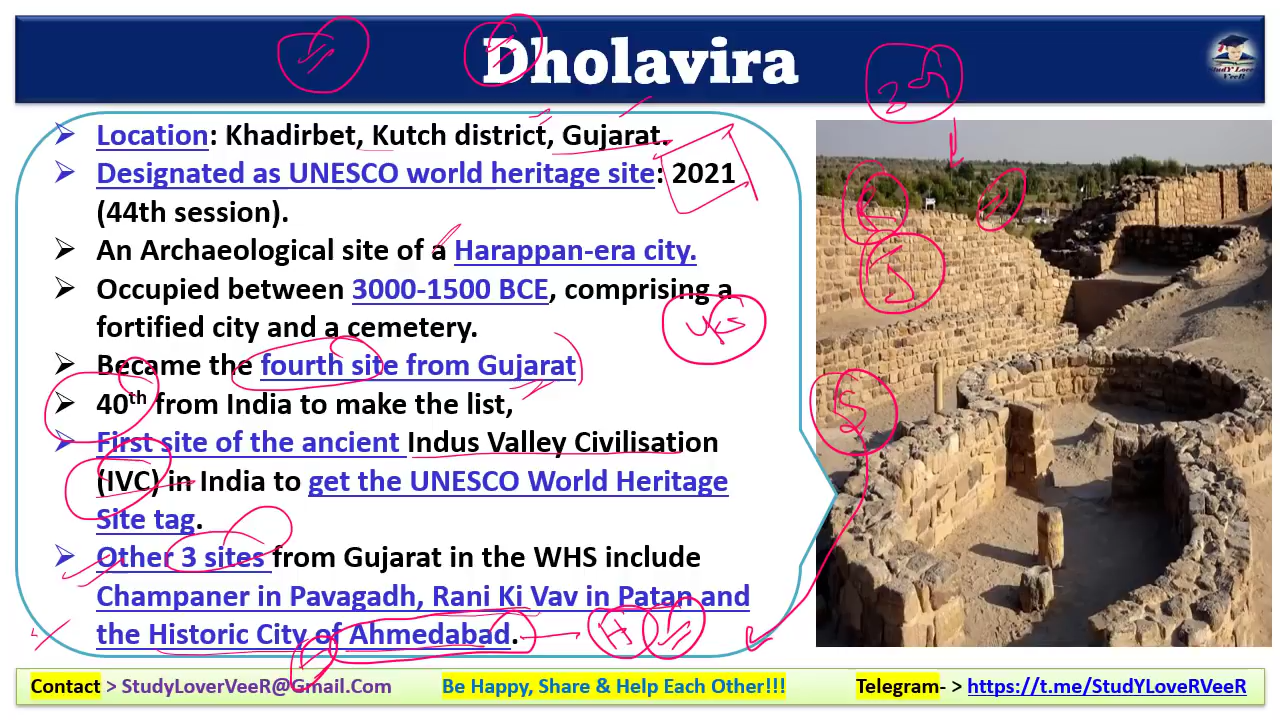 Dholavira
StudY Love VeeR
Location: Khadirbet, Kutch district, Gujarat.
Designated as UNESCO world heritage site: 2021
(44th session).
An Archaeological site of a Harappan-era city.
Occupied between 3000-1500 BCE, comprising a
fortified city and a cemetery.
Became the fourth site from Gujarat
40th from India to make the list,
First site of the ancient Indus Valley Civilisation
(IVC) in India to get the UNESCO World Heritage
Site tag.
Other 3 sites from Gujarat in the WHS include
Champaner in Pavagadh, Rani Ki Vav in Patan and
the Historic City of Ahmedabad.
Contact > StudyLoverVeeR@Gmail.Com
Be Happy, Share & Help Each Other!!!
Telegram- > https://t.me/StudYLoveRVeeR